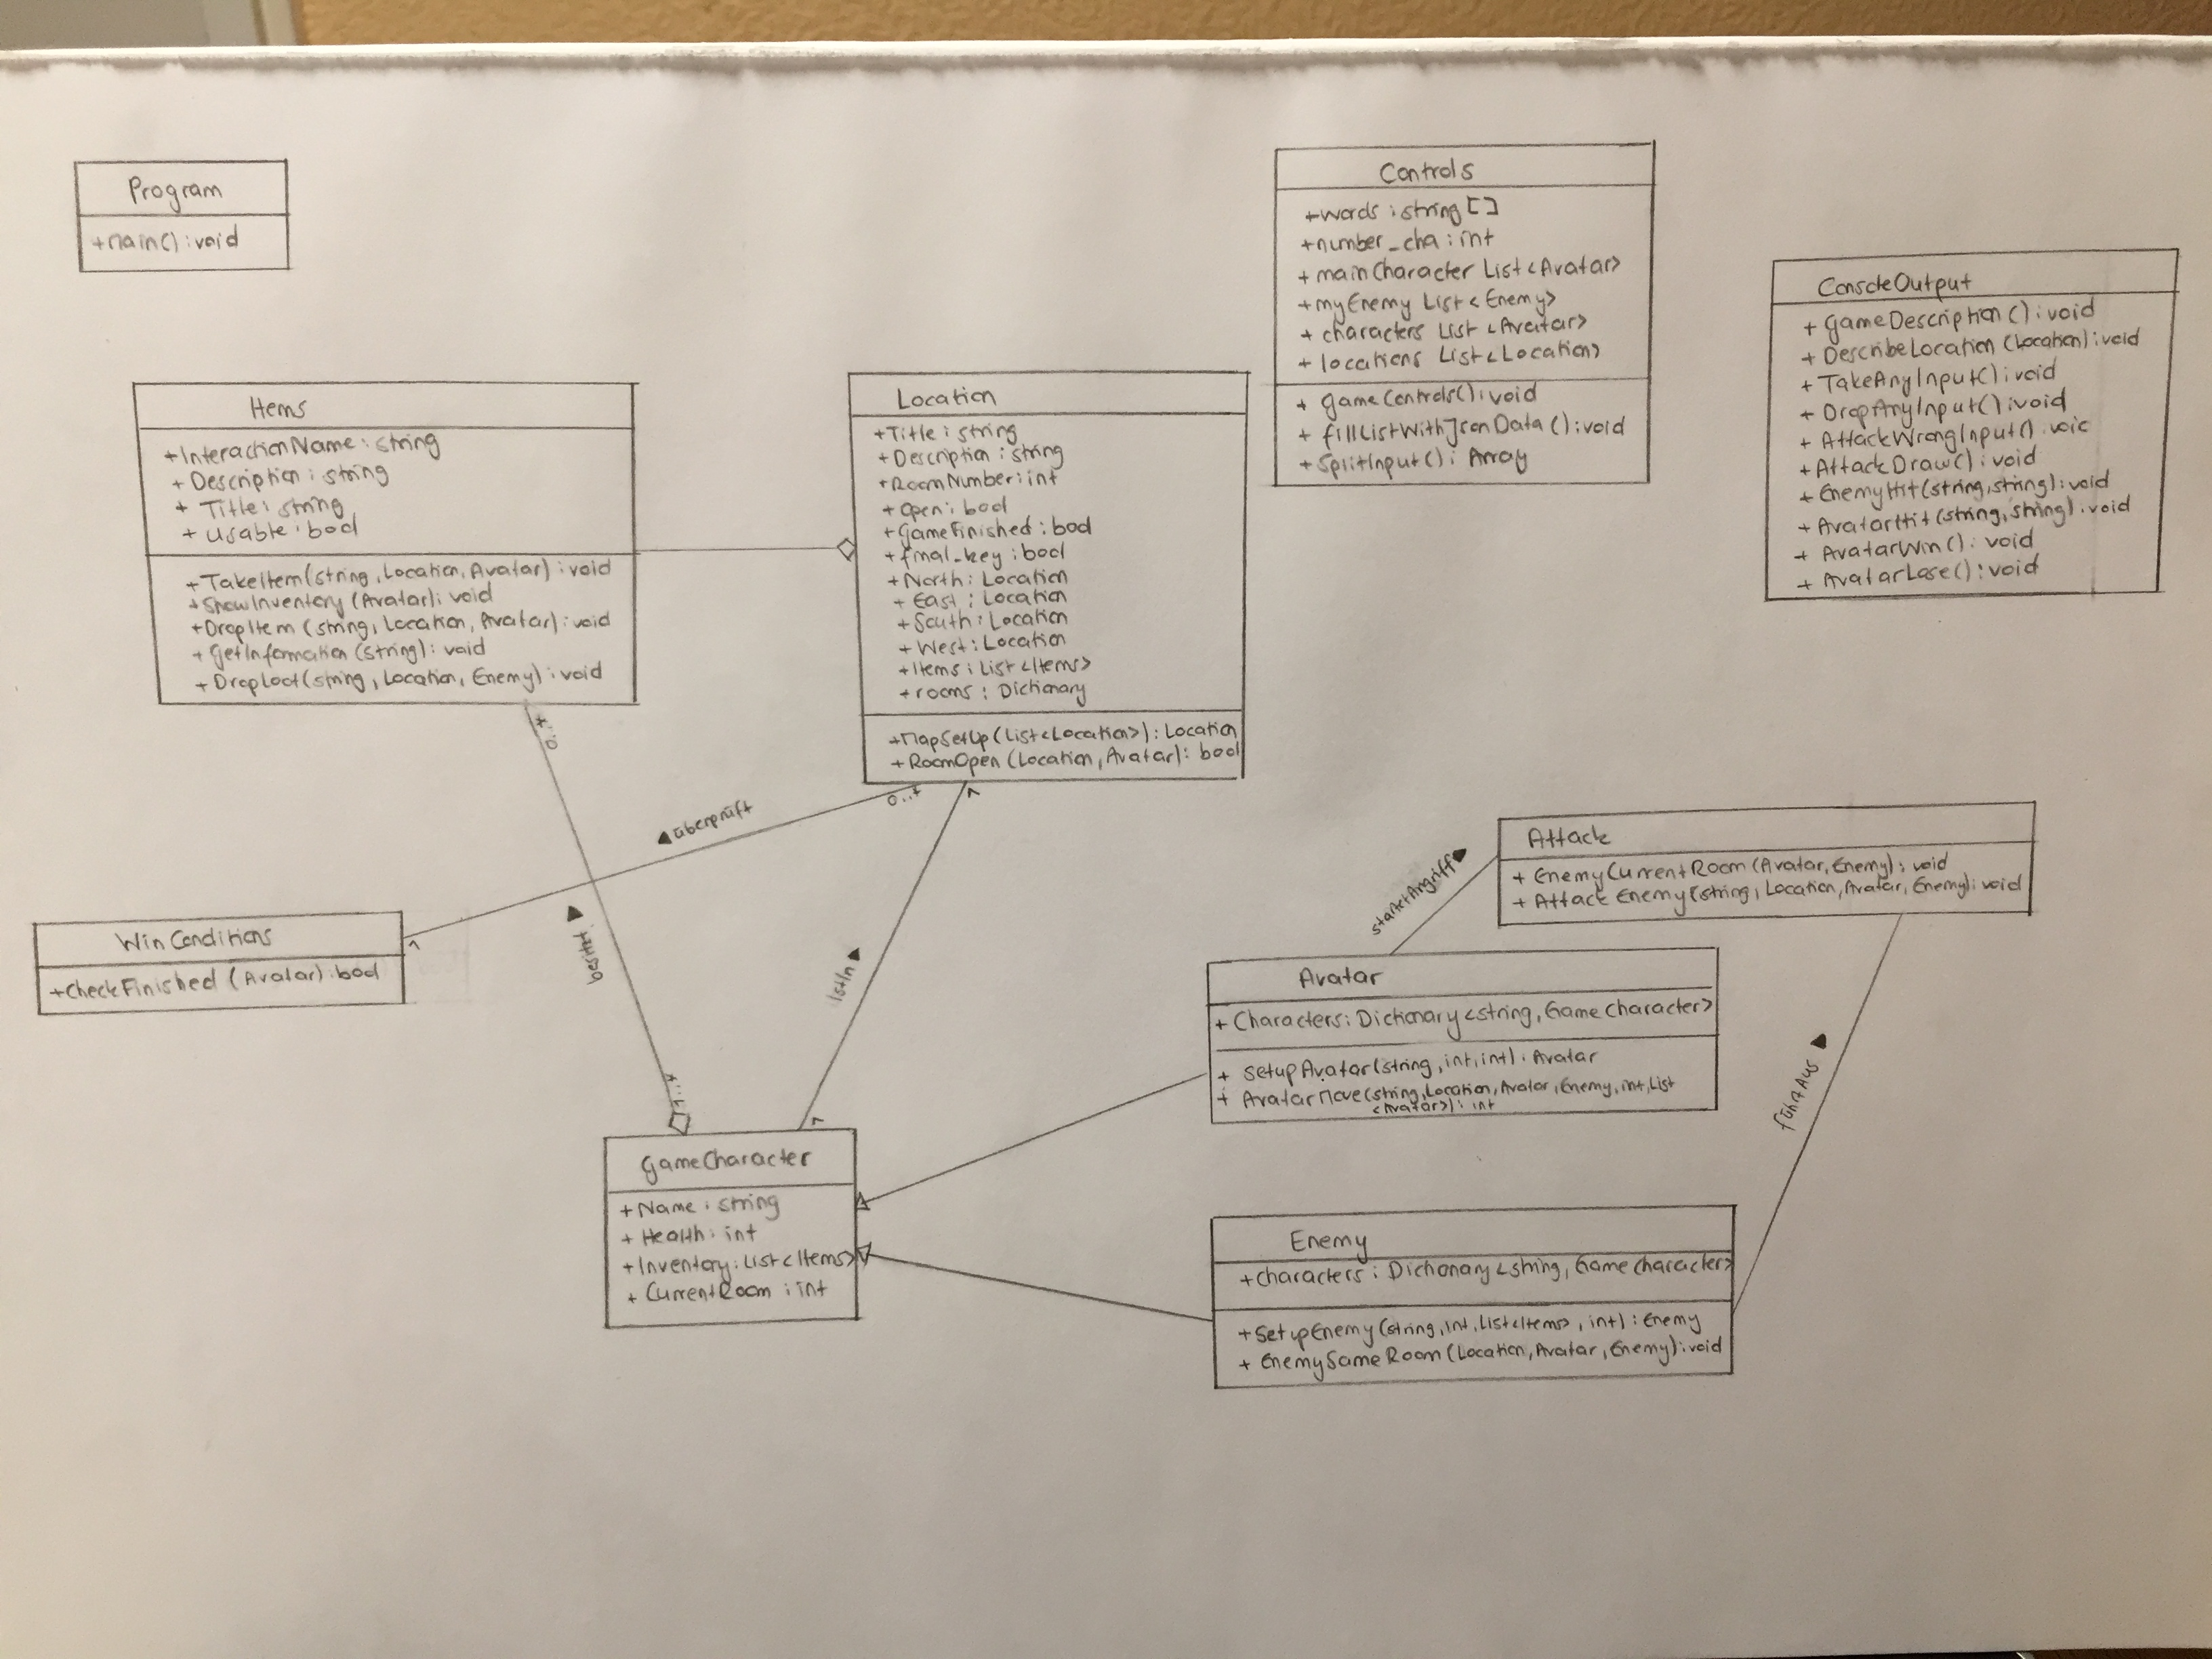 Program
+Main() : void
Controls
+words : string []
+number_cha : int
+ mainCharacter List<Avatar>
+myEnemy List<Enemy>
+ characters List <Avatar>
+ locations List<Location>
+ gameControls() : void
+ fillListWithJsonData () : void
+SplitInput() : Array
ConsoleOutput
+ GameDescription () : void
+ DescribeLocation (Location) : void
+ TakeAnyInput() : void
+ DropAnyInput() : void
+ AttackWrongInput() : void
+ AttackDraw() : void
+ EnemyHit(string, string) : void
+ AvatarHit(string, string) : void
+ AvatarWin() : void
+ AvatarLose() : void
Items
+InteractionName : string
+ Description : string
+ Title : string
+ Usable : bool
+TakeItem(string, Location, Avatar) : void
+ShowInventory (Avatar) : void
+DropItem (string, Location, Avatar) : void
+ GetInformation (string) : void
+ DropLoot(string, Location, Enemy) : void
Location
+Title : string
+ Description : string
+RoomNumber : int
+ Open : bool
+GameFinished : bool
+ final_key : bool
+North : Location
+ East : Location
+ South : Location
+ West : Location
+Items : List <Items>
+rooms : Dictionary
+MapSetUp (List<Location>) : Location
+ RoomOpen (Location, Avatar) : bool
0..*
0..*
überprüft
besitzt
IstIn
1..*
WinConditions
+CheckFinished (Avatar) : bool
Attack
+ EnemyCurrentRoom (Avatar, Enemy) : void
+ Attack Enemy(string, Location, Avatar, Enemy) : void
startetAngriff
führtAus
Avatar
+ Characters : Dictionary <string, GameCharacter>
+ setupAvatar(string, int, int) : Avatar
+ AvatarMove(string, Location, Avatar, Enemy, int, List
<Avatar>) : int
GameCharacter
+Name : string
+ Health : int
+Inventory : List <Items>
+ CurrentRoom : int
Enemy
+Characters : Dictionary <string, GameCharacter>
+SetupEnemy (string, int, List<Items>, int) : Enemy
+ EnemySameRoom (Location, Avatar, Enemy) : void